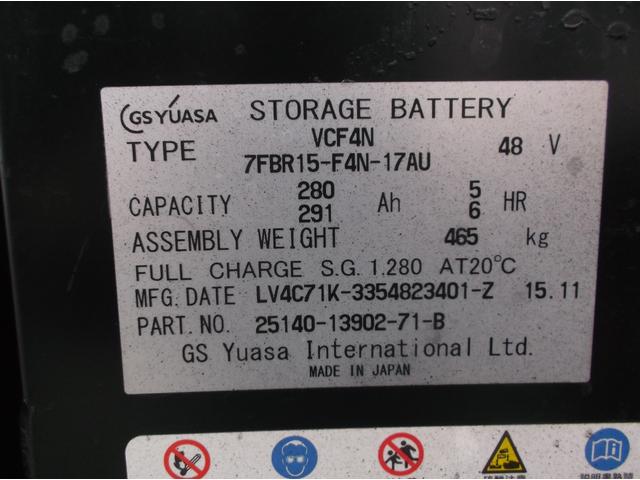 GS YUASA STORAGE BATTERY
TYPE VCF4N 48 V
7FBR15-F4N-17AU
CAPACITY 280 Ah 5 HR
291 6
ASSEMBLY WEIGHT 465 kg
FULL CHARGE S.G. 1.280 AT20℃
MFG.DATE LV4C71K-3354823401-Z 15.11
PART.NO. 25140-13902-71-B
GS Yuasa International Ltd.
MADE IN JAPAN